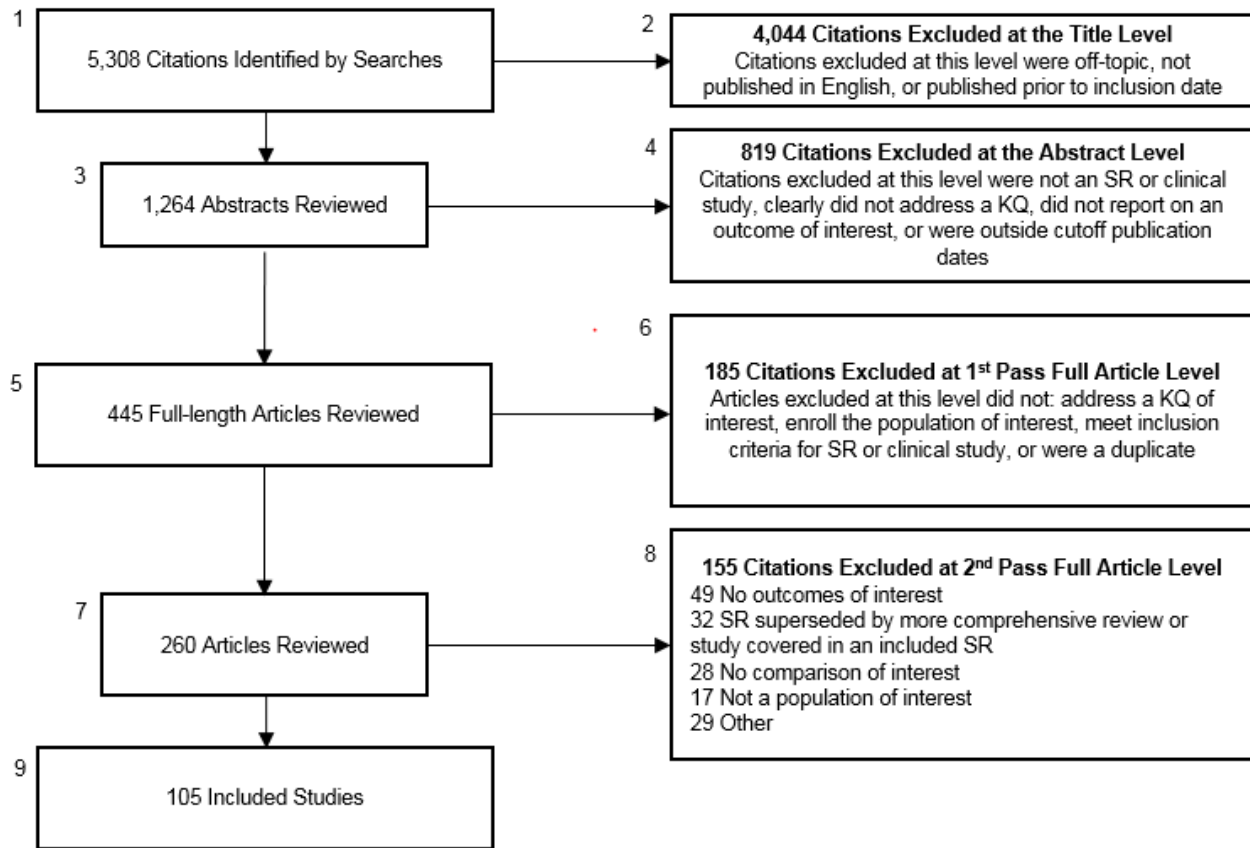 1
5,308 Citations Identified by Searches
2
4,044 Citations Excluded at the Title Level
Citations excluded at this level were off-topic, not
published in English, or published prior to inclusion date
3
1,264 Abstracts Reviewed
4
819 Citations Excluded at the Abstract Level
Citations excluded at this level were not an SR or clinical
study, clearly did not address a KQ, did not report on an
outcome of interest, or were outside cutoff publication
dates
5
445 Full-length Articles Reviewed
6
185 Citations Excluded at 1st Pass Full Article Level
Articles excluded at this level did not: address a KQ of
interest, enroll the population of interest, meet inclusion
criteria for SR or clinical study, or were a duplicate
7
260 Articles Reviewed
8
155 Citations Excluded at 2nd Pass Full Article Level
49 No outcomes of interest
32 SR superseded by more comprehensive review or
study covered in an included SR
28 No comparison of interest
17 Not a population of interest
29 Other
9
105 Included Studies